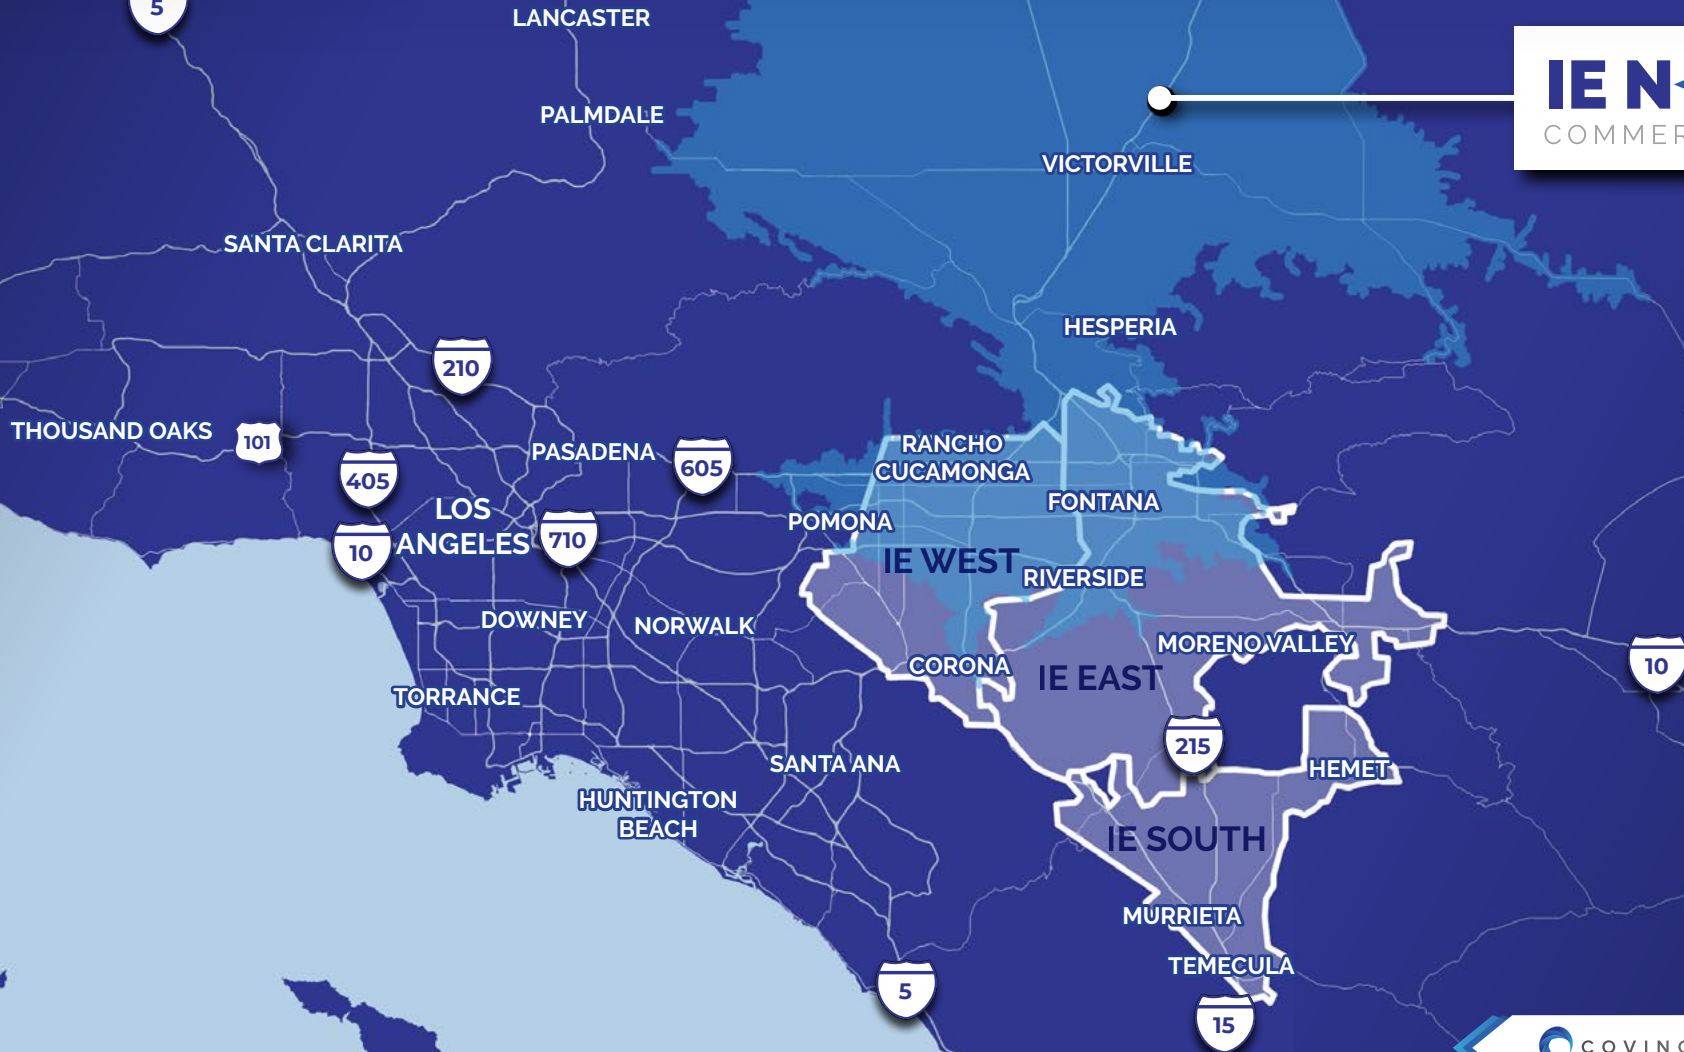 5
LANCASTER
IE N
COMMER
PALMDALE
VICTORVILLE
SANTA CLARITA
HESPERIA
210
THOUSAND OAKS
101
PASADENA
605
RANCHO
CUCAMONGA
405
LOS
ANGELES
FONTANA
POMONA
10
710
IE WEST
RIVERSIDE
DOWNEY
NORWALK
MORENO VALLEY
CORONA
IE EAST
10
TORRANCE
215
SANTA ANA
HEMET
HUNTINGTON
BEACH
IE SOUTH
MURRIETA
TEMECULA
5
15
COVING